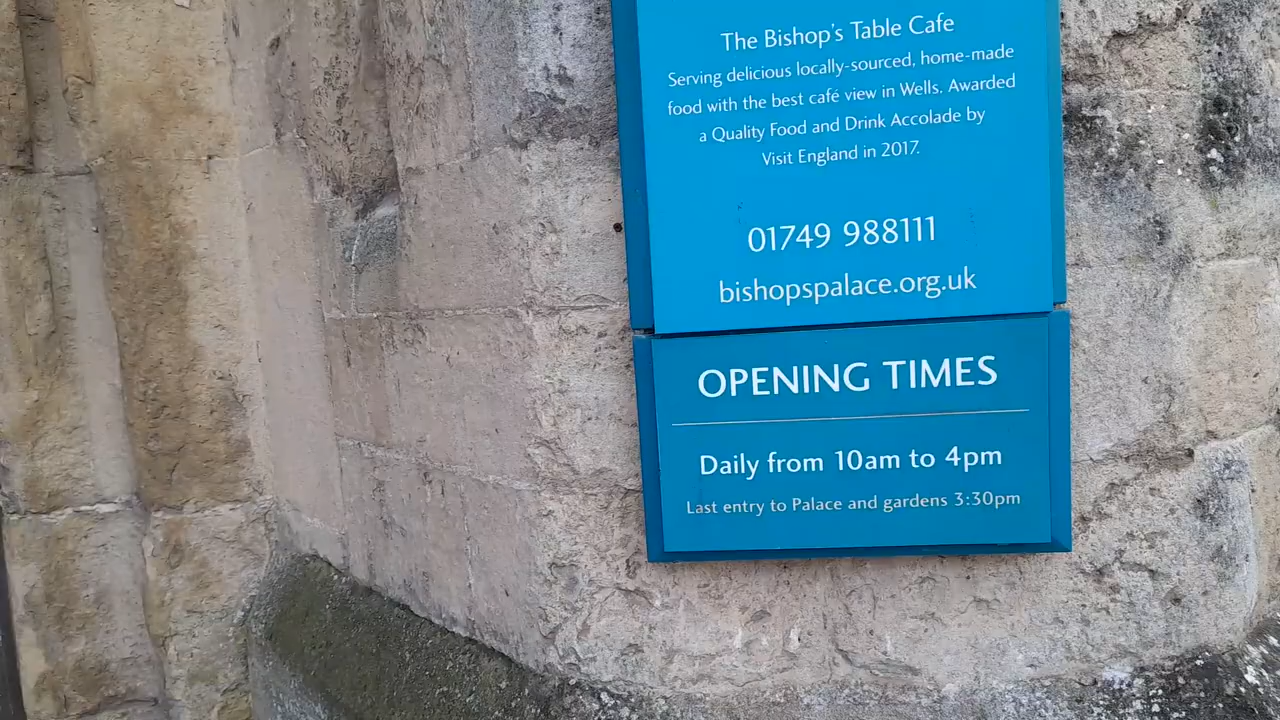 The Bishop's Table Cafe
Serving delicious locally-sourced, home-made
food with the best café view in Wells. Awarded
a Quality Food and Drink Accolade by
Visit England in 2017.
01749 988111
bishopspalace.org.uk
OPENING TIMES
Daily from 10am to 4pm
Last entry to Palace and gardens 3:30pm